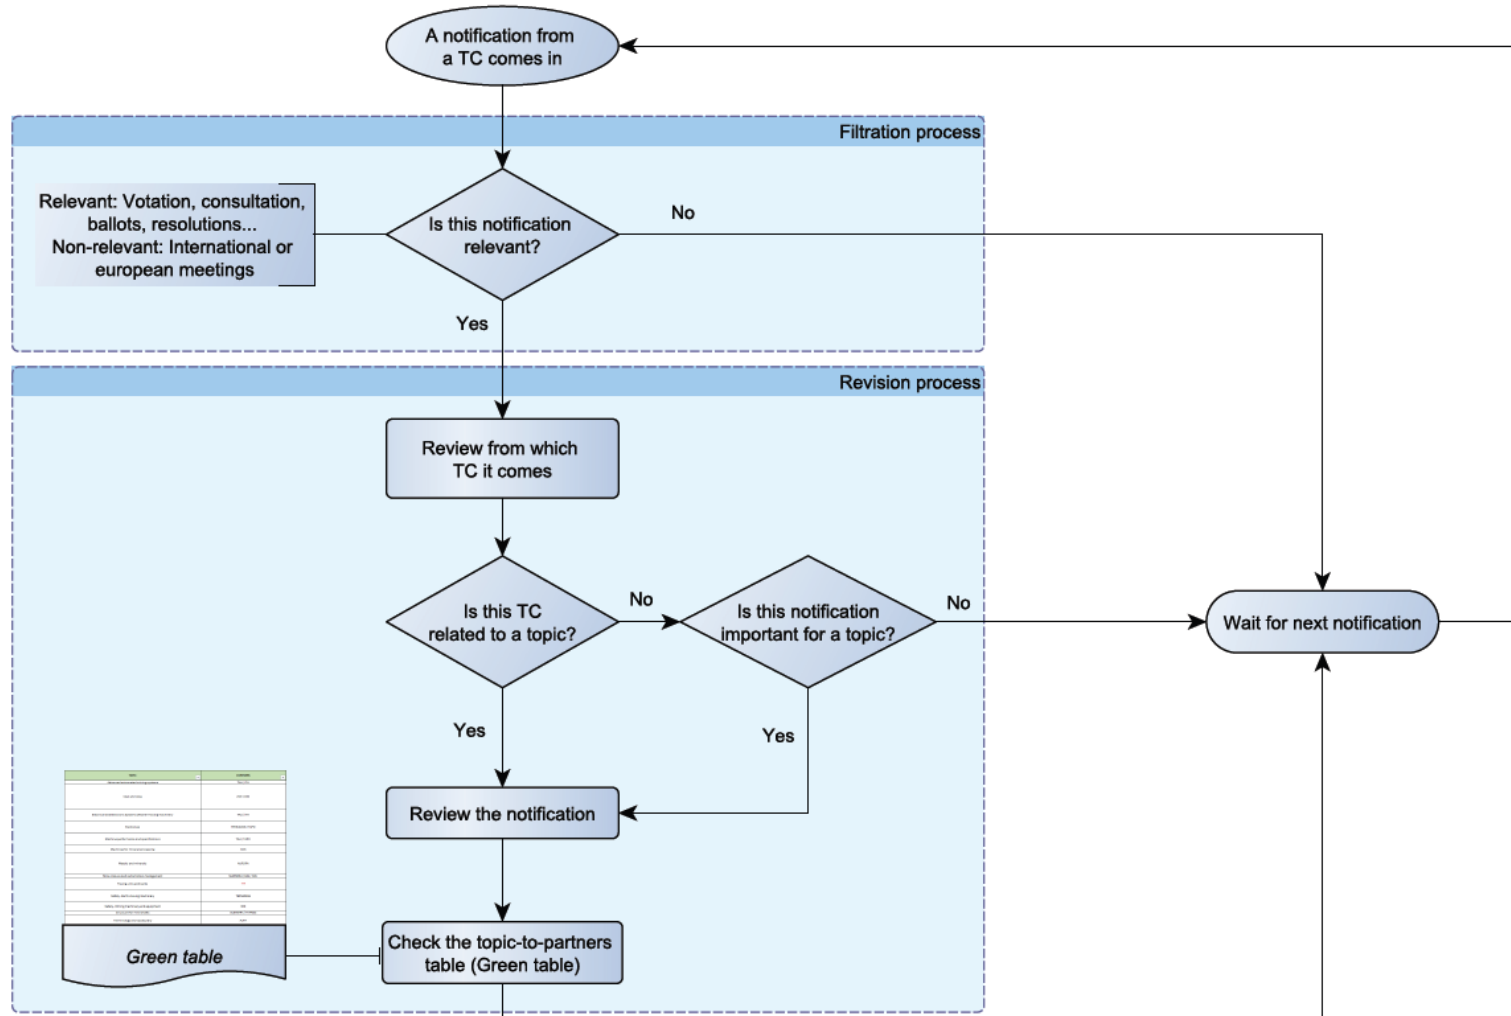 A notification from
a TC comes in
Filtration process
Relevant: Votation, consultation,
ballots, resolutions...
Non-relevant: International or
european meetings
Is this notification
relevant?
No
Yes
Revision process
Review from which
TC it comes
Is this TC
related to a topic?
No
Is this notification
important for a topic?
No
Wait for next notification
Yes
Yes
Review the notification
Green table
Check the topic-to-partners
table (Green table)